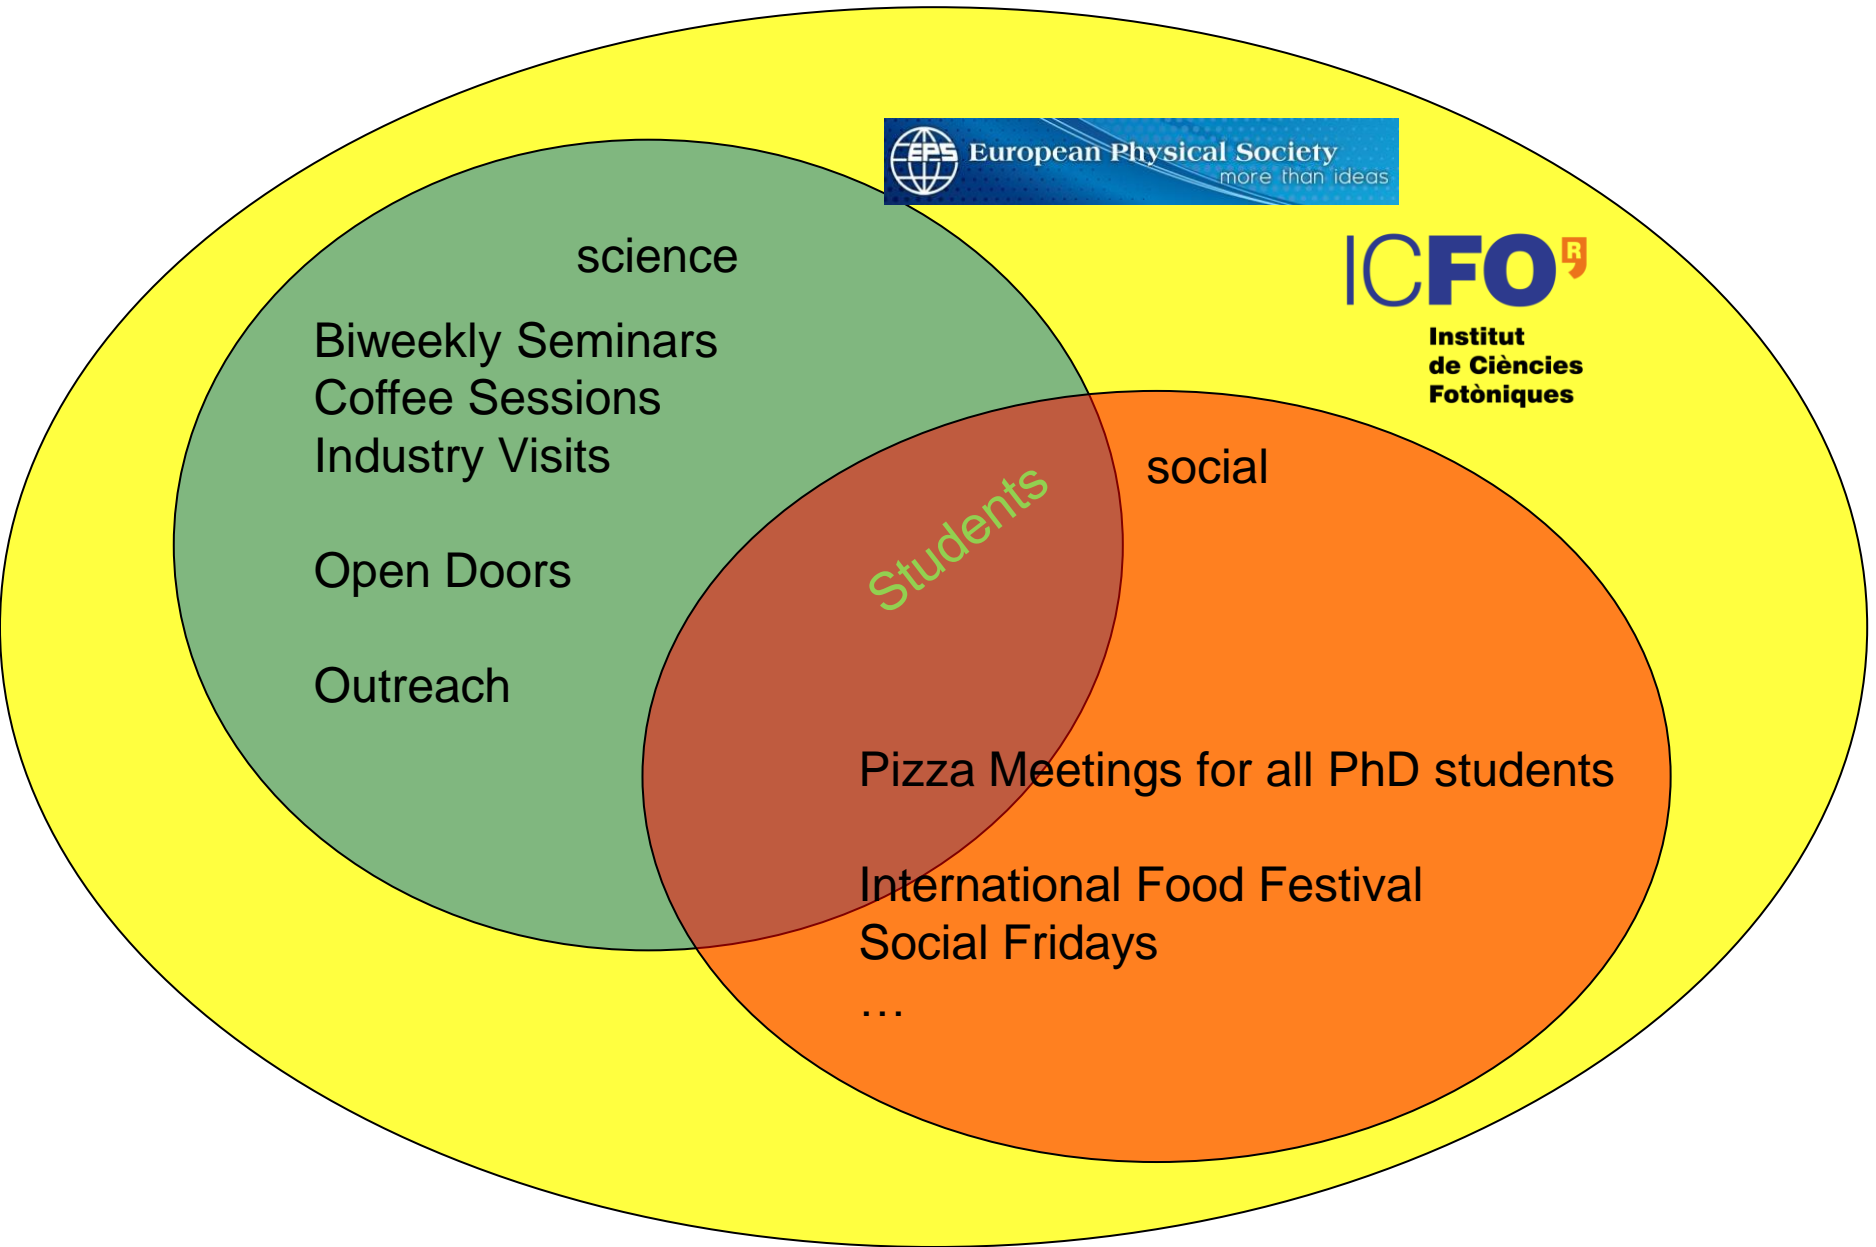 EPS European Physical Society
more than ideas
ICFO R
Institut
de Ciències
Fotòniques
science
Biweekly Seminars
Coffee Sessions
Industry Visits
Open Doors
Outreach
Students
social
Pizza Meetings for all PhD students
International Food Festival
Social Fridays
…